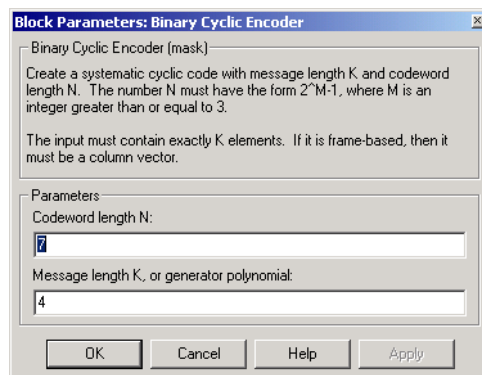 Block Parameters: Binary Cyclic Encoder
Binary Cyclic Encoder (mask)
Create a systematic cyclic code with message length K and codeword
length N. The number N must have the form 2^M-1, where M is an
integer greater than or equal to 3.
The input must contain exactly K elements. If it is frame-based, then it
must be a column vector.
Parameters
Codeword length N:
7
Message length K, or generator polynomial:
4
OK Cancel Help Apply